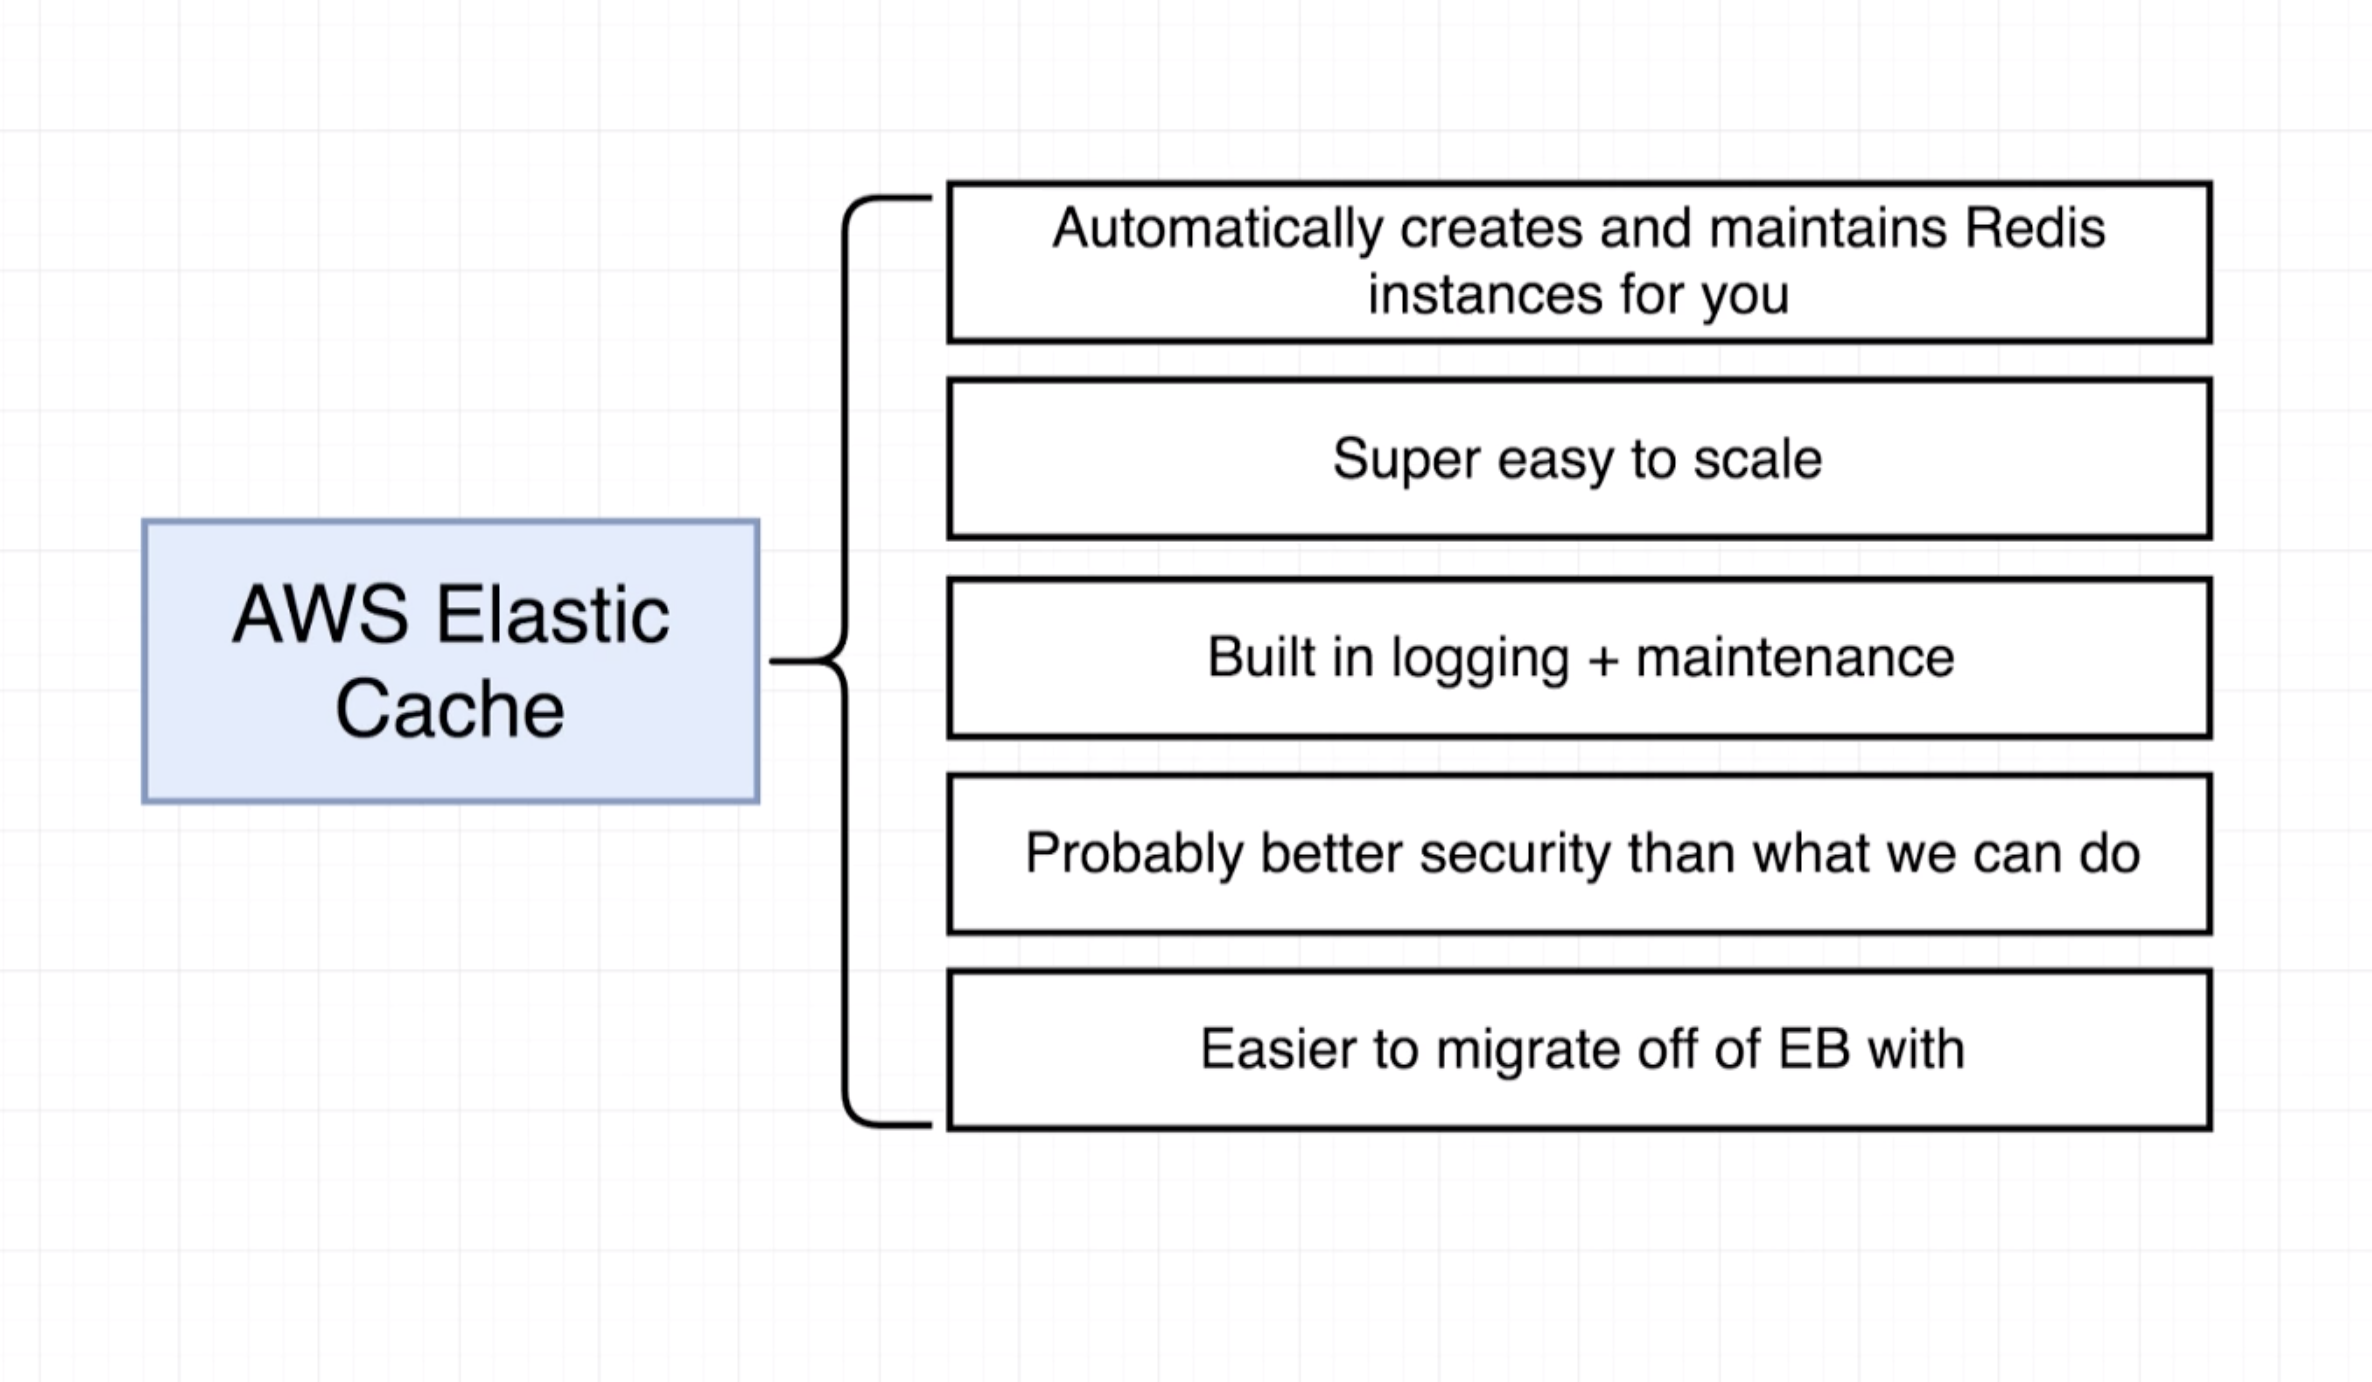 AWS Elastic
Cache
Automatically creates and maintains Redis
instances for you
Super easy to scale
Built in logging + maintenance
Probably better security than what we can do
Easier to migrate off of EB with